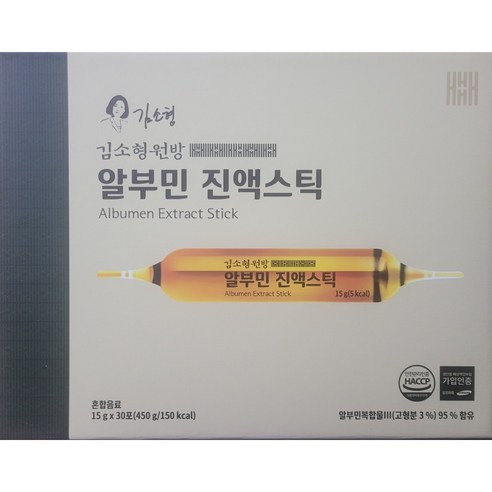 김소형
김소형원방
알부민 진액스틱
Albumen Extract Stick
김소형원방
알부민 진액스틱
Albumen Extract Stick
15 g(5 kcal)
HACCP
가입인증
혼합음료
15 g x 30포(450 g/150 kcal)
알부민복합물III(고형분 3 %) 95 % 함유